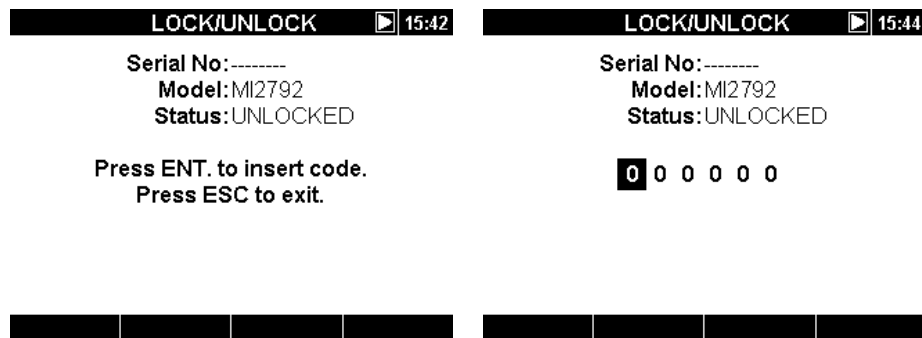 LOCK/UNLOCK 15:42
Serial No:--------
Model:MI2792
Status:UNLOCKED
Press ENT. to insert code.
Press ESC to exit.
LOCK/UNLOCK 15:44
Serial No:--------
Model:MI2792
Status:UNLOCKED
0 0 0 0 0 0